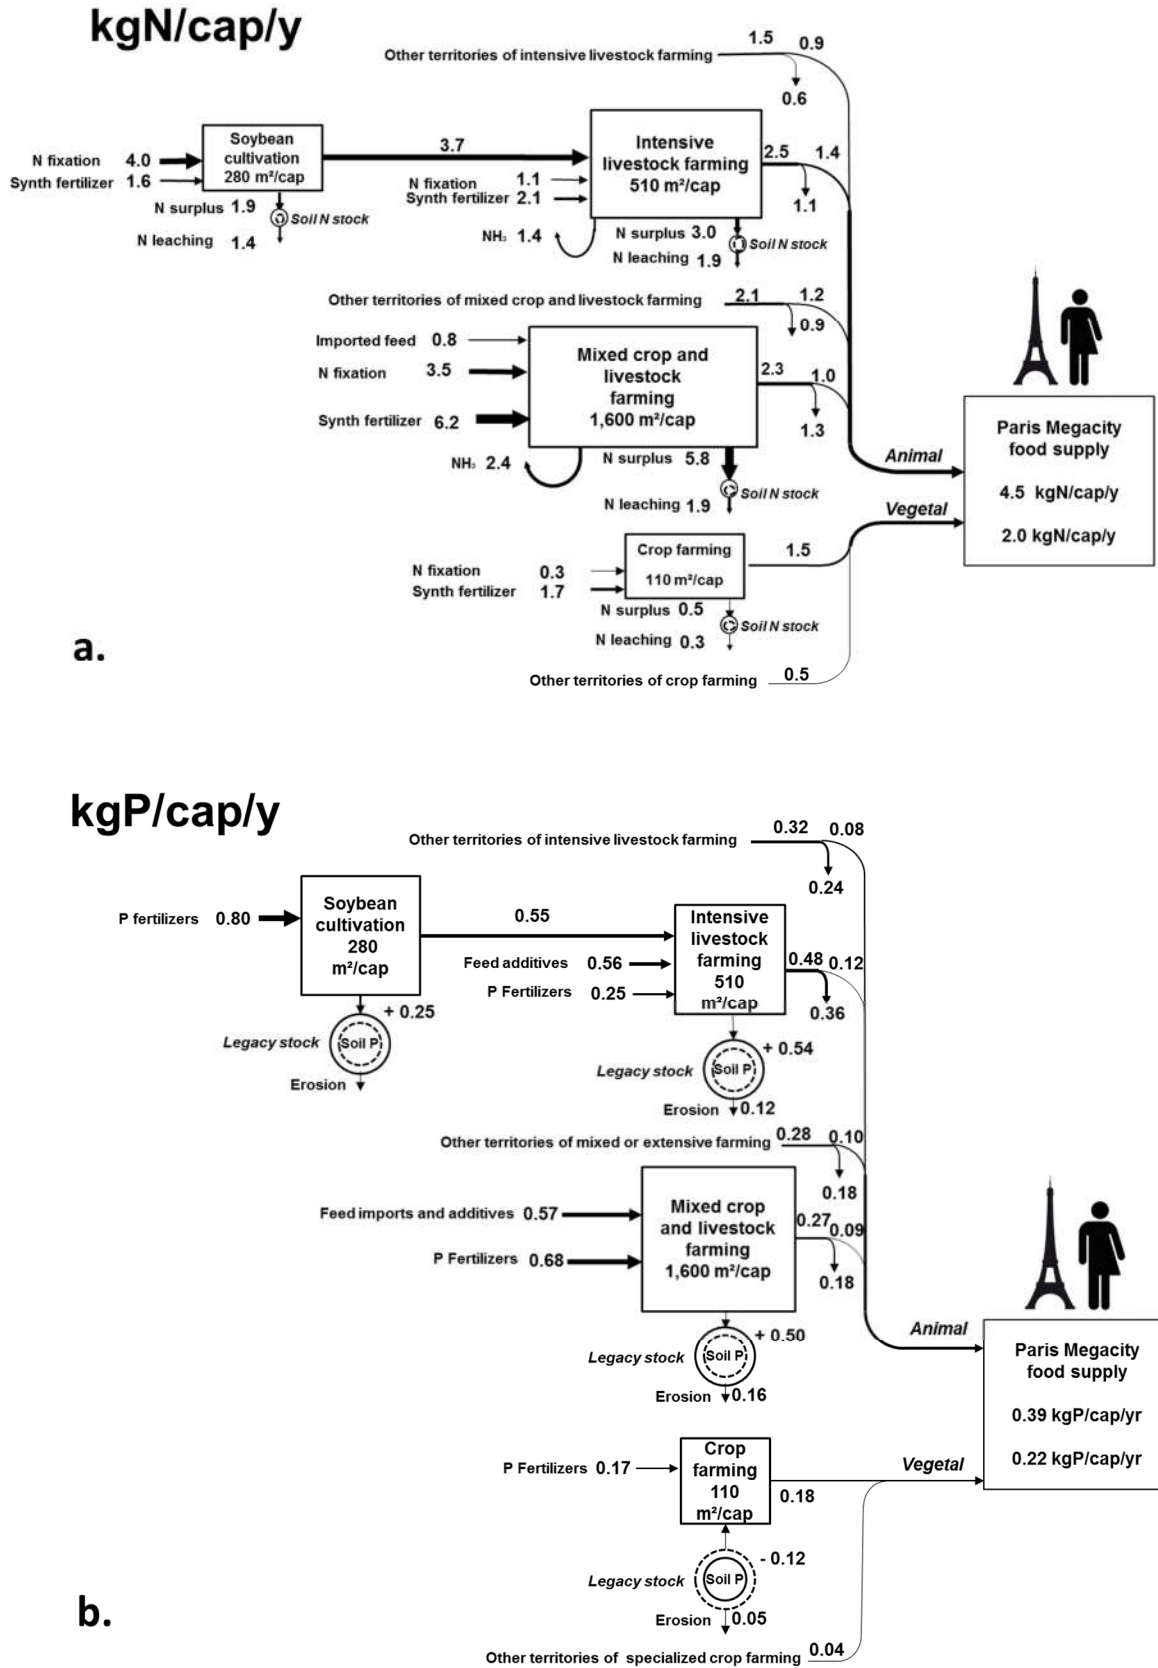 kgN/cap/y
Other territories of intensive livestock farming
1.5
0.9
0.6
N fixation 4.0
Synth fertilizer 1.6
Soybean
cultivation
280 m²/cap
3.7
N surplus 1.9
Soil N stock
N leaching 1.4
N fixation 1.1
Synth fertilizer 2.1
Intensive
livestock farming
510 m²/cap
2.5
1.4
1.1
NH₃ 1.4
N surplus 3.0
Soil N stock
N leaching 1.9
Other territories of mixed crop and livestock farming
2.1
1.2
0.9
Imported feed 0.8
N fixation 3.5
Synth fertilizer 6.2
Mixed crop and
livestock
farming
1,600 m²/cap
2.3
1.0
1.3
NH₃ 2.4
N surplus 5.8
Soil N stock
N leaching 1.9
Animal
Vegetal
Paris Megacity
food supply
4.5 kgN/cap/y
2.0 kgN/cap/y
N fixation 0.3
Synth fertilizer 1.7
Crop farming
110 m²/cap
1.5
N surplus 0.5
Soil N stock
N leaching 0.3
Other territories of crop farming 0.5
a.
kgP/cap/y
Other territories of intensive livestock farming
0.32
0.08
0.24
P fertilizers 0.80
Soybean
cultivation
280
m²/cap
0.55
+ 0.25
Legacy stock
Soil P
Erosion
Feed additives 0.56
P Fertilizers 0.25
Intensive
livestock
farming
510
m²/cap
0.48
0.12
0.36
+ 0.54
Legacy stock
Soil P
Erosion 0.12
Other territories of mixed or extensive farming
0.28
0.10
0.18
Feed imports and additives 0.57
P Fertilizers 0.68
Mixed crop
and livestock
farming
1,600 m²/cap
0.27
0.09
0.18
+ 0.50
Legacy stock
Soil P
Erosion 0.16
Animal
Vegetal
Paris Megacity
food supply
0.39 kgP/cap/yr
0.22 kgP/cap/yr
P Fertilizers 0.17
Crop
farming
110
m²/cap
0.18
- 0.12
Legacy stock
Soil P
Erosion 0.05
Other territories of specialized crop farming 0.04
b.